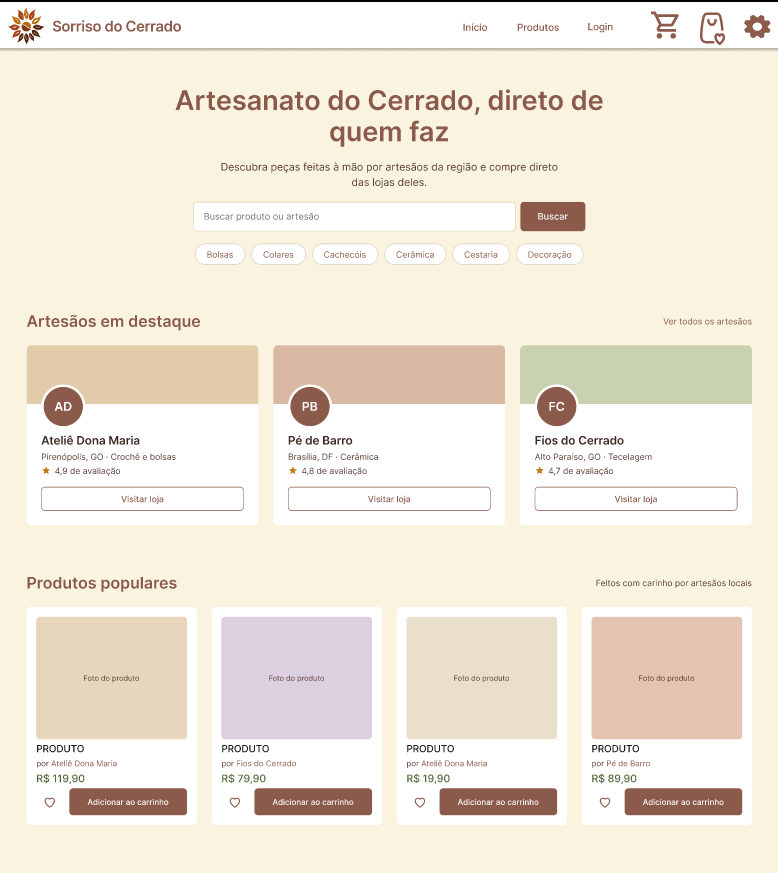 Sorriso do Cerrado
Início
Produtos
Login
Artesanato do Cerrado, direto de
quem faz
Descubra peças feitas à mão por artesãos da região e compre direto
das lojas deles.
Buscar produto ou artesão
Buscar
Bolsas
Colares
Cachecóis
Cerâmica
Cestaria
Decoração
Artesãos em destaque
Ver todos os artesãos
AD
Ateliê Dona Maria
Pirenópolis, GO · Crochê e bolsas
4,9 de avaliação
Visitar loja
PB
Pé de Barro
Brasília, DF · Cerâmica
4,8 de avaliação
Visitar loja
FC
Fios do Cerrado
Alto Paraíso, GO · Tecelagem
4,7 de avaliação
Visitar loja
Produtos populares
Feitos com carinho por artesãos locais
Foto do produto
PRODUTO
por Ateliê Dona Maria
R$ 119,90
Adicionar ao carrinho
Foto do produto
PRODUTO
por Fios do Cerrado
R$ 79,90
Adicionar ao carrinho
Foto do produto
PRODUTO
por Ateliê Dona Maria
R$ 19,90
Adicionar ao carrinho
Foto do produto
PRODUTO
por Pé de Barro
R$ 89,90
Adicionar ao carrinho